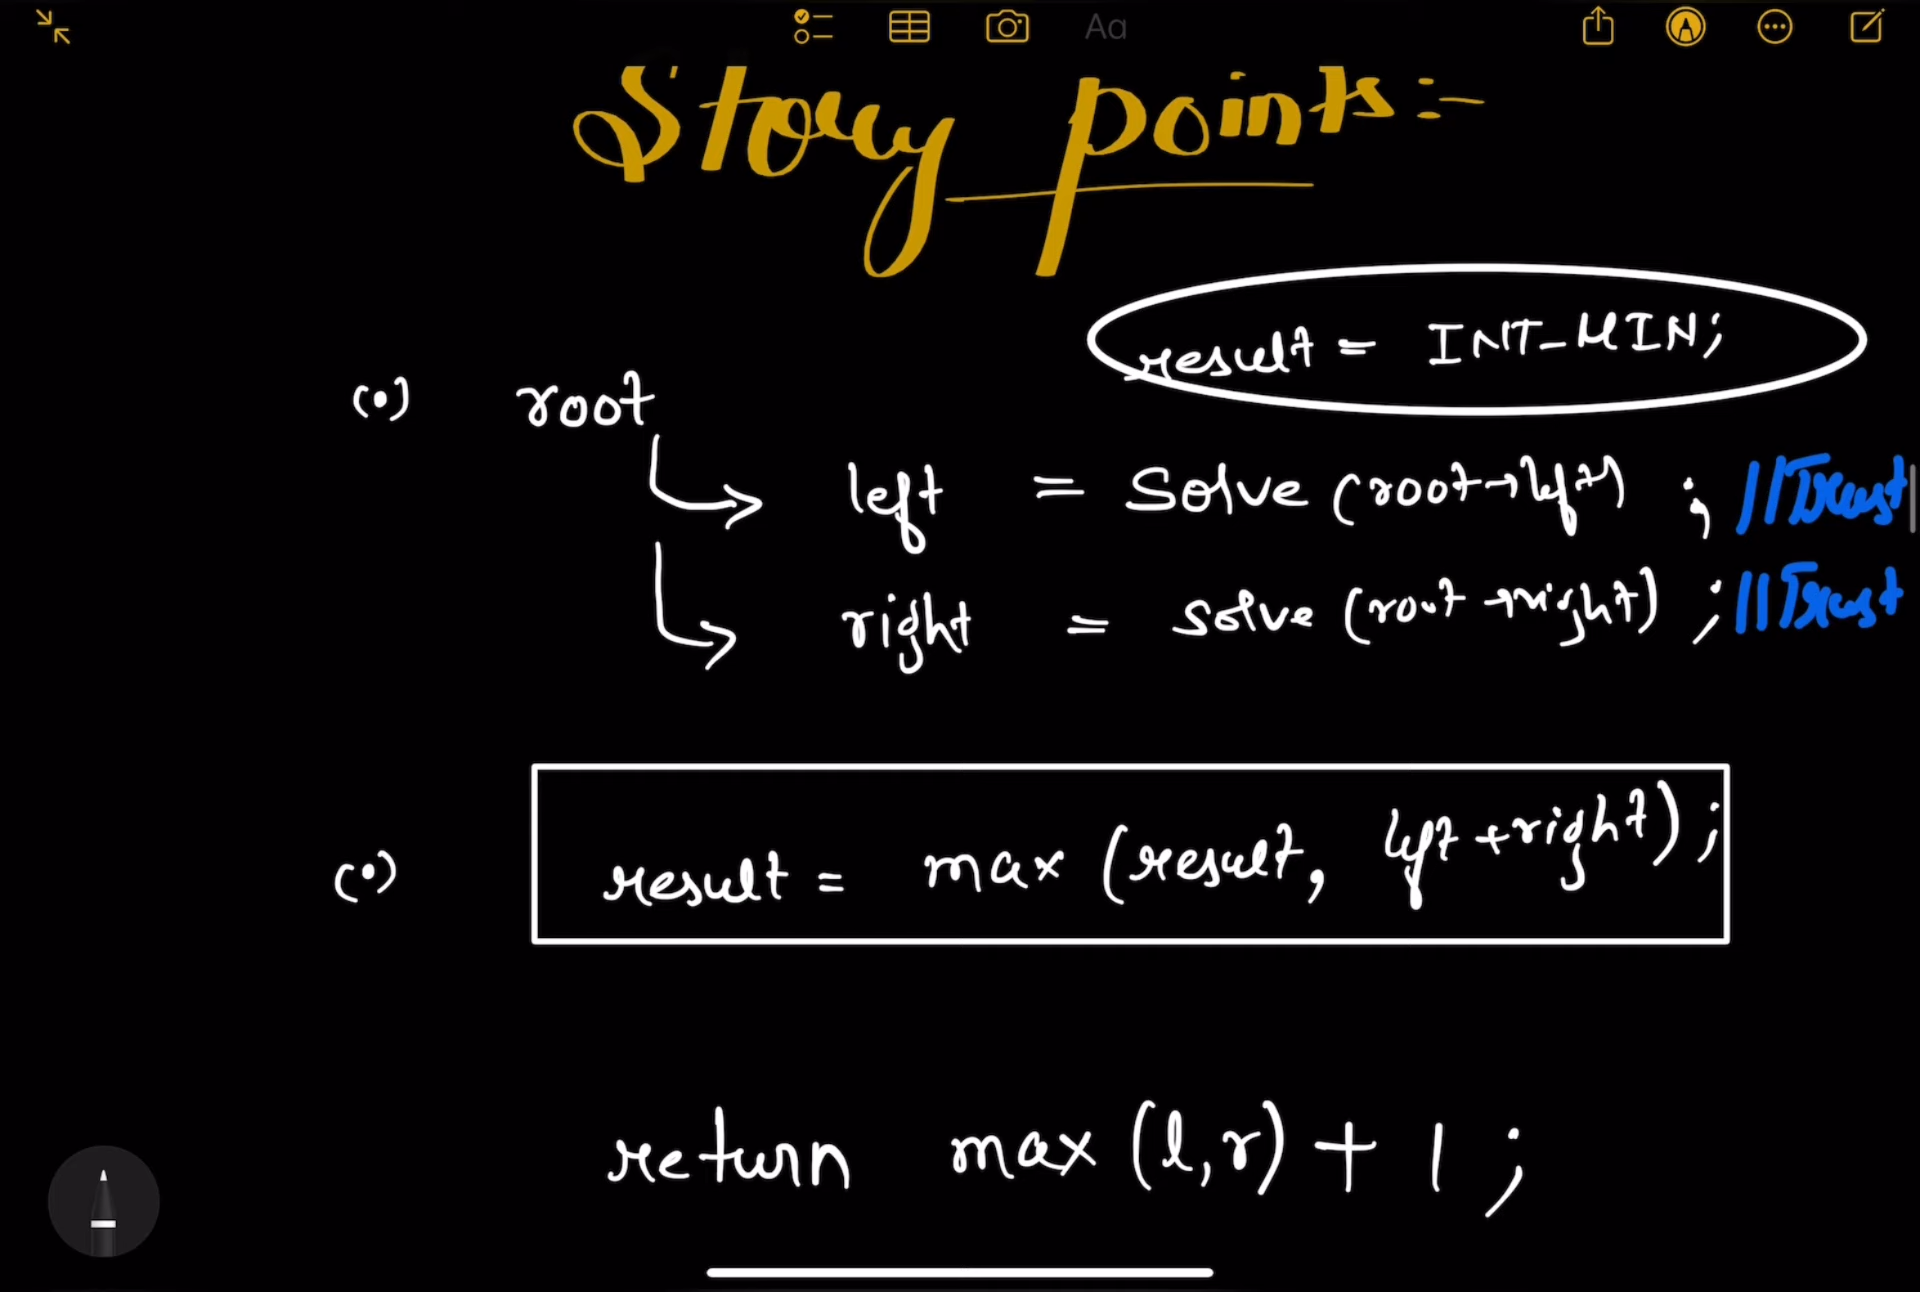 Aa
Story points:-
result = INT_MIN;
(•) root
left = solve (root→left) ; //Trust
right = solve (root→right) ; //Trust
(•) result = max (result, left + right);
return max (l,r) + 1 ;